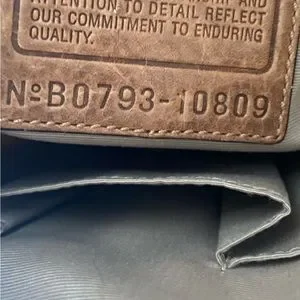 ATTENTION TO DETAIL REFLECT
OUR COMMITMENT TO ENDURING
QUALITY.
NºB0793-10809